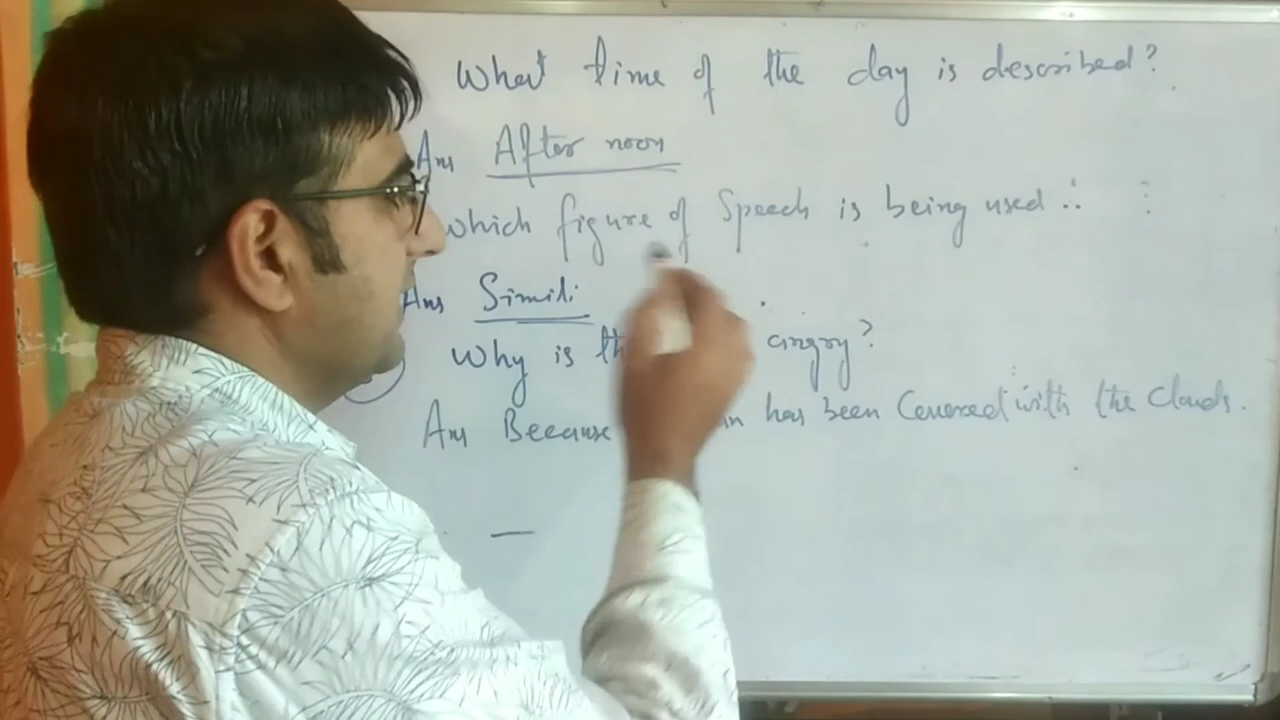 What time of the day is described?
Ans After noon
which figure of Speech is being used :
Ans Simili
Why is angry?
Ans Because has been Covered with the Clouds.